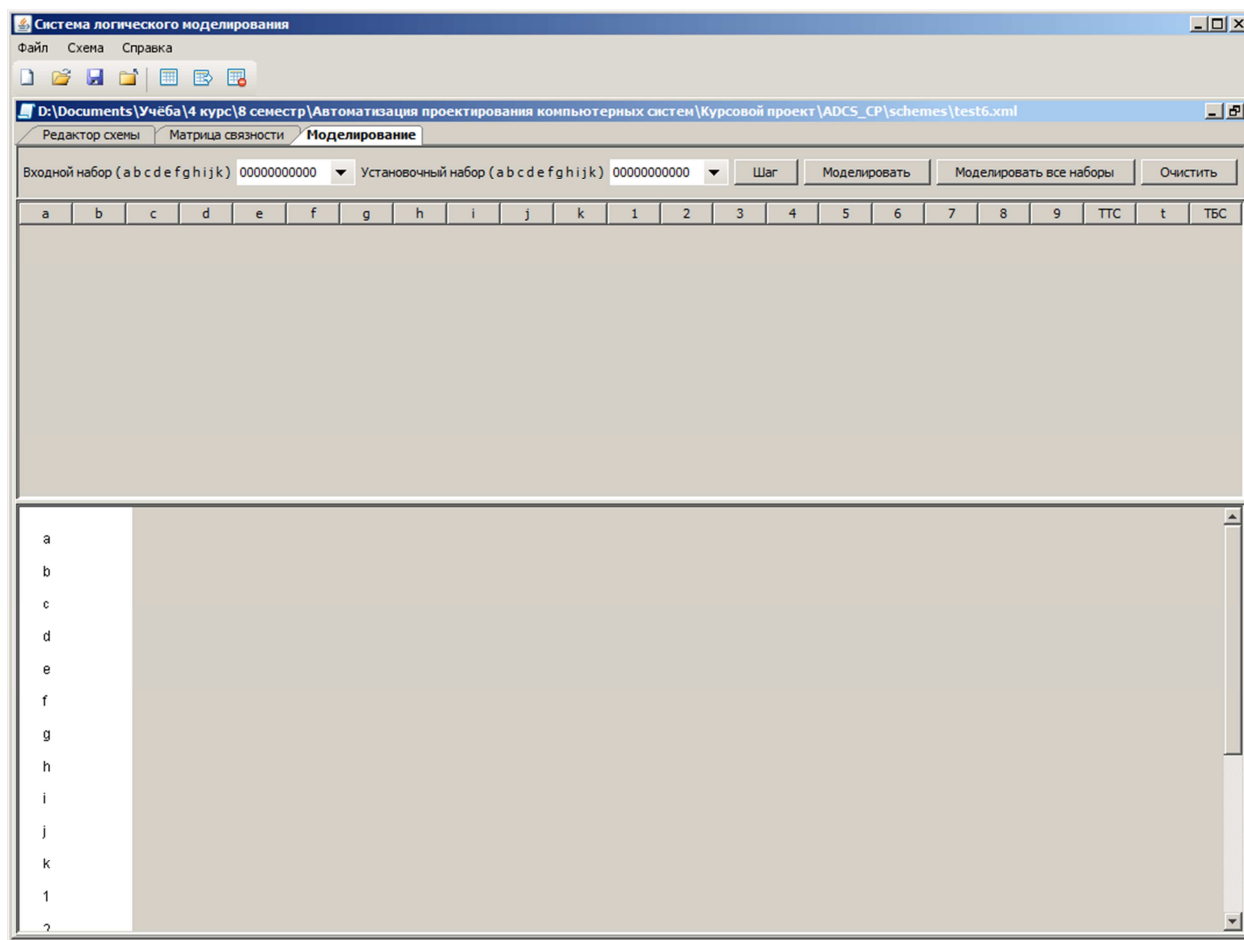 Система логического моделирования
Файл Схема Справка
D:\Documents\Учёба\4 курс\8 семестр\Автоматизация проектирования компьютерных систем\Курсовой проект\ADCS_CP\schemes\test6.xml
Редактор схемы Матрица связности Моделирование
Входной набор (a b c d e f g h i j k) 00000000000 Установочный набор (a b c d e f g h i j k) 00000000000 Шаг Моделировать Моделировать все наборы Очистить
a b c d e f g h i j k 1 2 3 4 5 6 7 8 9 ТТС t ТБС
a
b
c
d
e
f
g
h
i
j
k
1
2